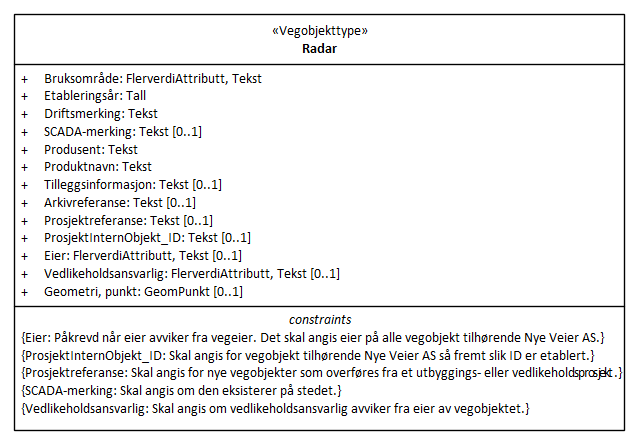 «Vegobjekttype»
Radar
+ Bruksområde: FlerverdiAttributt, Tekst
+ Etableringsår: Tall
+ Driftsmerking: Tekst
+ SCADA-merking: Tekst [0..1]
+ Produsent: Tekst
+ Produktnavn: Tekst
+ Tilleggsinformasjon: Tekst [0..1]
+ Arkivreferanse: Tekst [0..1]
+ Prosjektreferanse: Tekst [0..1]
+ ProsjektInternObjekt_ID: Tekst [0..1]
+ Eier: FlerverdiAttributt, Tekst [0..1]
+ Vedlikeholdsansvarlig: FlerverdiAttributt, Tekst [0..1]
+ Geometri, punkt: GeomPunkt [0..1]
constraints
{Eier: Påkrevd når eier avviker fra vegeier. Det skal angis eier på alle vegobjekt tilhørende Nye Veier AS.}
{ProsjektInternObjekt_ID: Skal angis for vegobjekt tilhørende Nye Veier AS så fremt slik ID er etablert.}
{Prosjektreferanse: Skal angis for nye vegobjekter som overføres fra et utbyggings- eller vedlikeholdsprosjekt.}
{SCADA-merking: Skal angis om den eksisterer på stedet.}
{Vedlikeholdsansvarlig: Skal angis om vedlikeholdsansvarlig avviker fra eier av vegobjektet.}